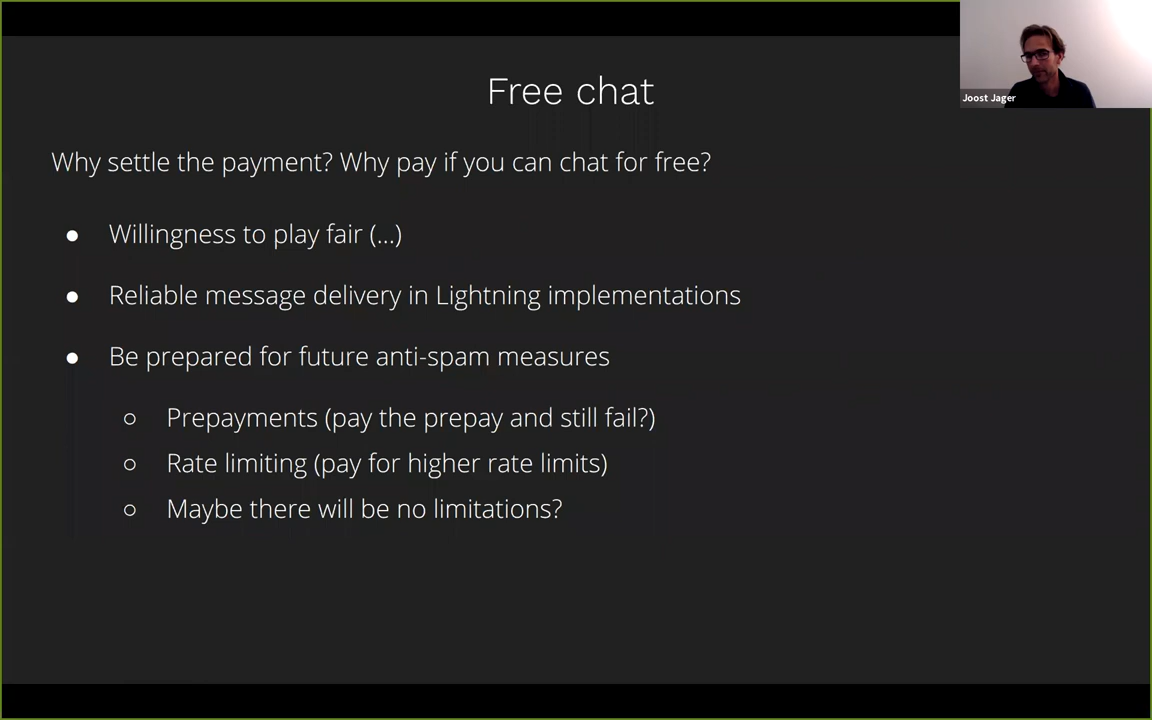 Free chat
Joost Jager
Why settle the payment? Why pay if you can chat for free?
● Willingness to play fair (...)
● Reliable message delivery in Lightning implementations
● Be prepared for future anti-spam measures
○ Prepayments (pay the prepay and still fail?)
○ Rate limiting (pay for higher rate limits)
○ Maybe there will be no limitations?